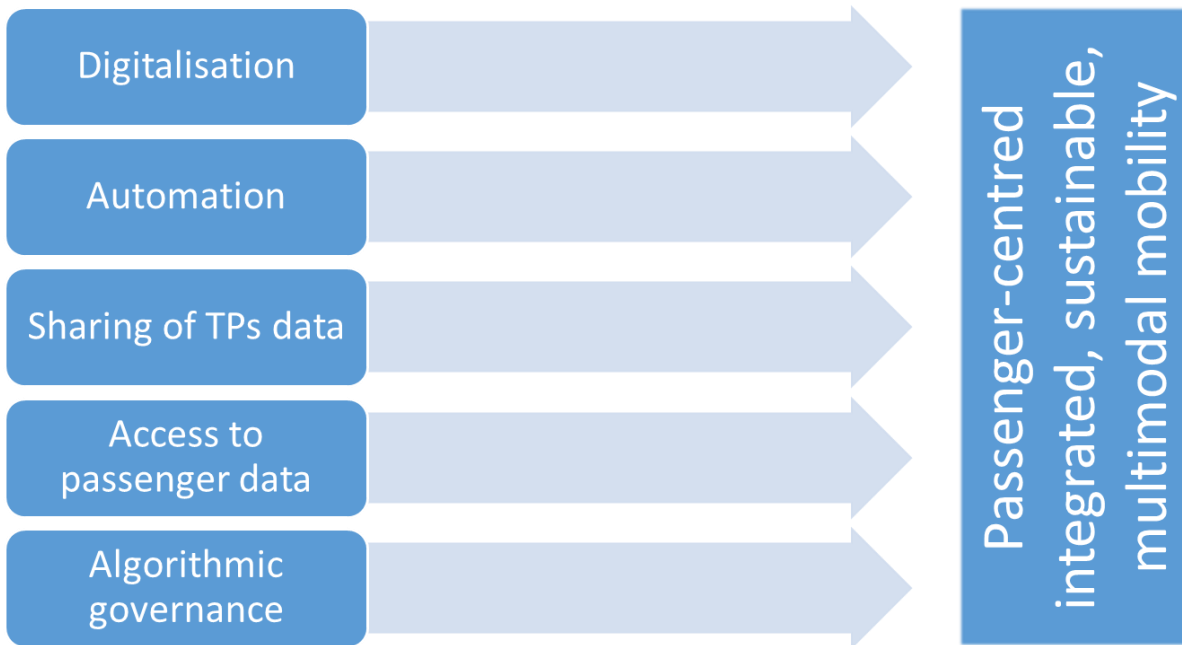 Digitalisation
Automation
Sharing of TPs data
Access to
passenger data
Algorithmic
governance
Passenger-centred
integrated, sustainable,
multimodal mobility